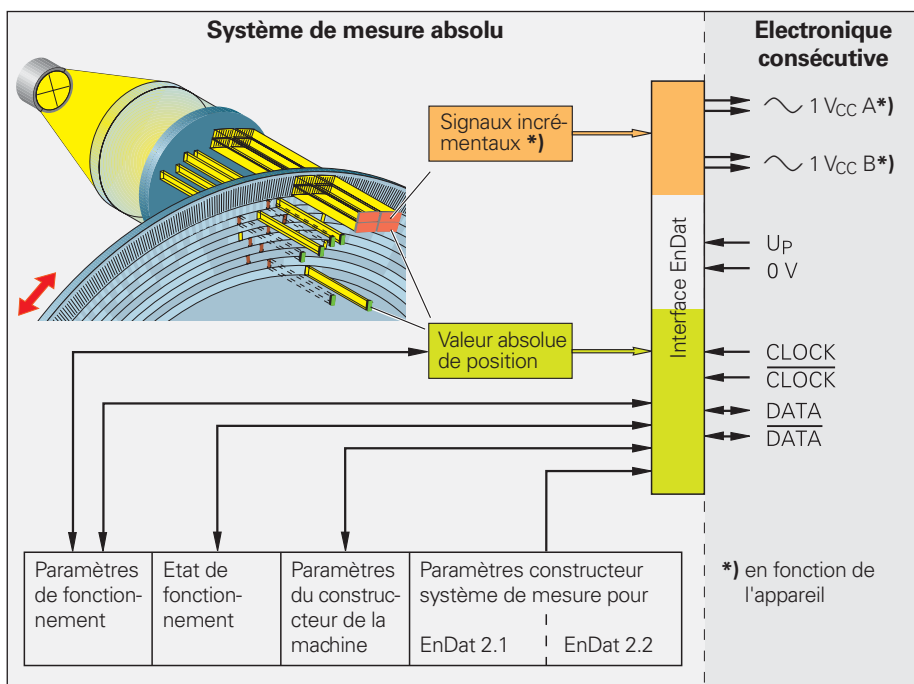 Système de mesure absolu
Electronique
consécutive
Signaux incré-
mentaux *)
1 VCC A*)
1 VCC B*)
UP
0 V
Interface EnDat
Valeur absolue
de position
CLOCK
CLOCK
DATA
DATA
Paramètres
de fonction-
nement
Etat de
fonction-
nement
Paramètres
du construc-
teur de la
machine
Paramètres constructeur
système de mesure pour
EnDat 2.1
EnDat 2.2
*) en fonction de
l'appareil